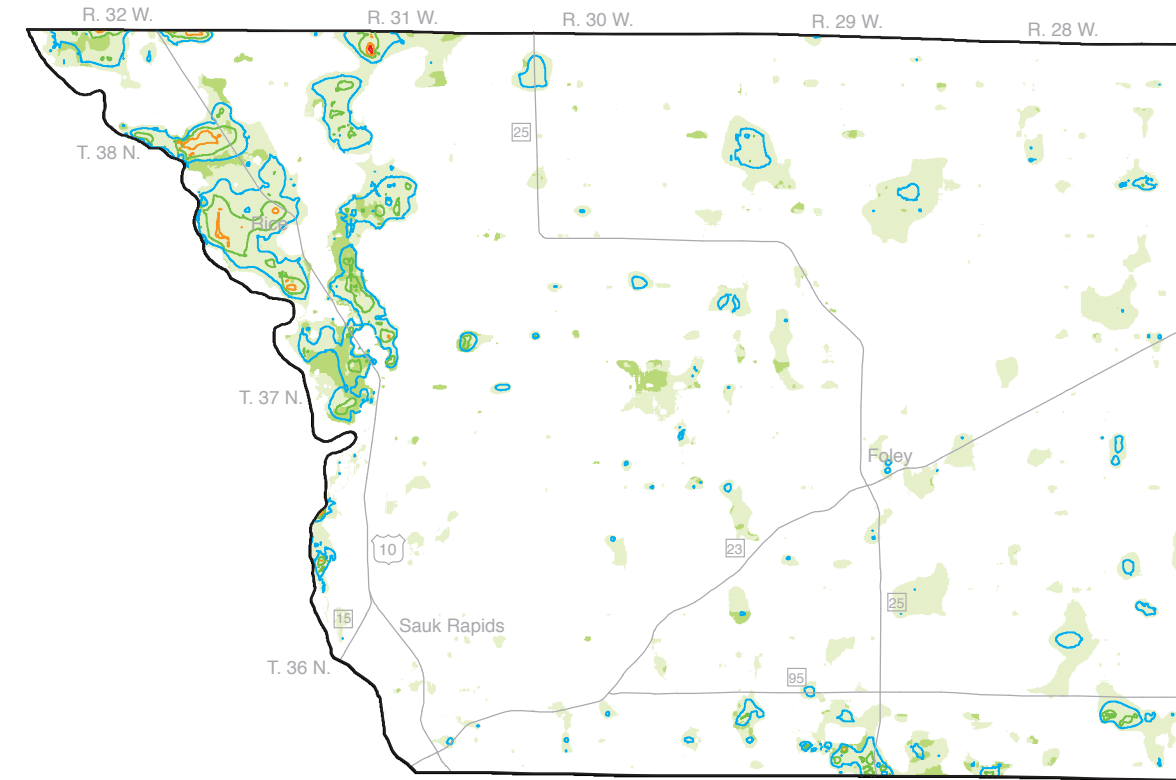 R. 32 W.
R. 31 W.
R. 30 W.
R. 29 W.
R. 28 W.
25
T. 38 N.
Rice
T. 37 N.
Foley
10
23
25
15
Sauk Rapids
T. 36 N.
95